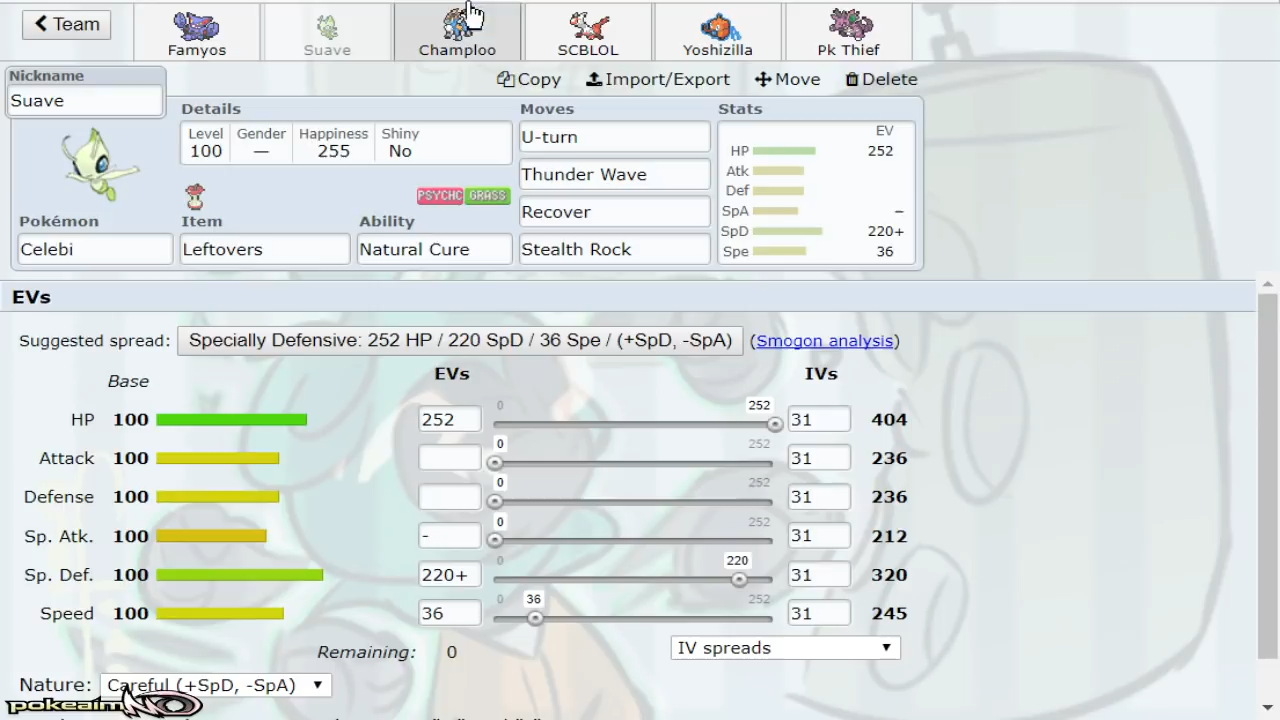 Team
Famyos
Suave
Champloo
SCBLOL
Yoshizilla
Pk Thief
Copy
Import/Export
Move
Delete
Nickname
Suave
Details
Level
100
Gender
—
Happiness
255
Shiny
No
PSYCHC GRASS
Pokémon
Celebi
Item
Leftovers
Ability
Natural Cure
Moves
U-turn
Thunder Wave
Recover
Stealth Rock
Stats
EV
HP 252
Atk
Def
SpA –
SpD 220+
Spe 36
EVs
Suggested spread: Specially Defensive: 252 HP / 220 SpD / 36 Spe / (+SpD, -SpA) (Smogon analysis)
Base EVs IVs
HP 100 252 0 252 31 404
Attack 100 0 252 31 236
Defense 100 0 252 31 236
Sp. Atk. 100 - 0 252 31 212
Sp. Def. 100 220+ 0 220 252 31 320
Speed 100 36 0 36 252 31 245
Remaining: 0 IV spreads
Nature: Careful (+SpD, -SpA)
pokeaimMD